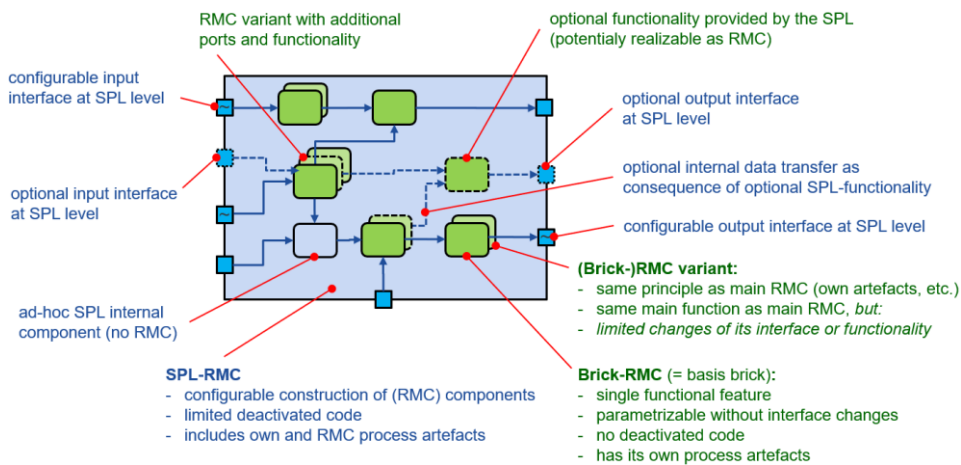 RMC variant with additional
ports and functionality
optional functionality provided by the SPL
(potentialy realizable as RMC)
configurable input
interface at SPL level
~
optional output interface
at SPL level
optional internal data transfer as
consequence of optional SPL-functionality
optional input interface
at SPL level
~
configurable output interface at SPL level
~
(Brick-)RMC variant:
- same principle as main RMC (own artefacts, etc.)
- same main function as main RMC, but:
- limited changes of its interface or functionality
ad-hoc SPL internal
component (no RMC)
SPL-RMC
- configurable construction of (RMC) components
- limited deactivated code
- includes own and RMC process artefacts
Brick-RMC (= basis brick):
- single functional feature
- parametrizable without interface changes
- no deactivated code
- has its own process artefacts